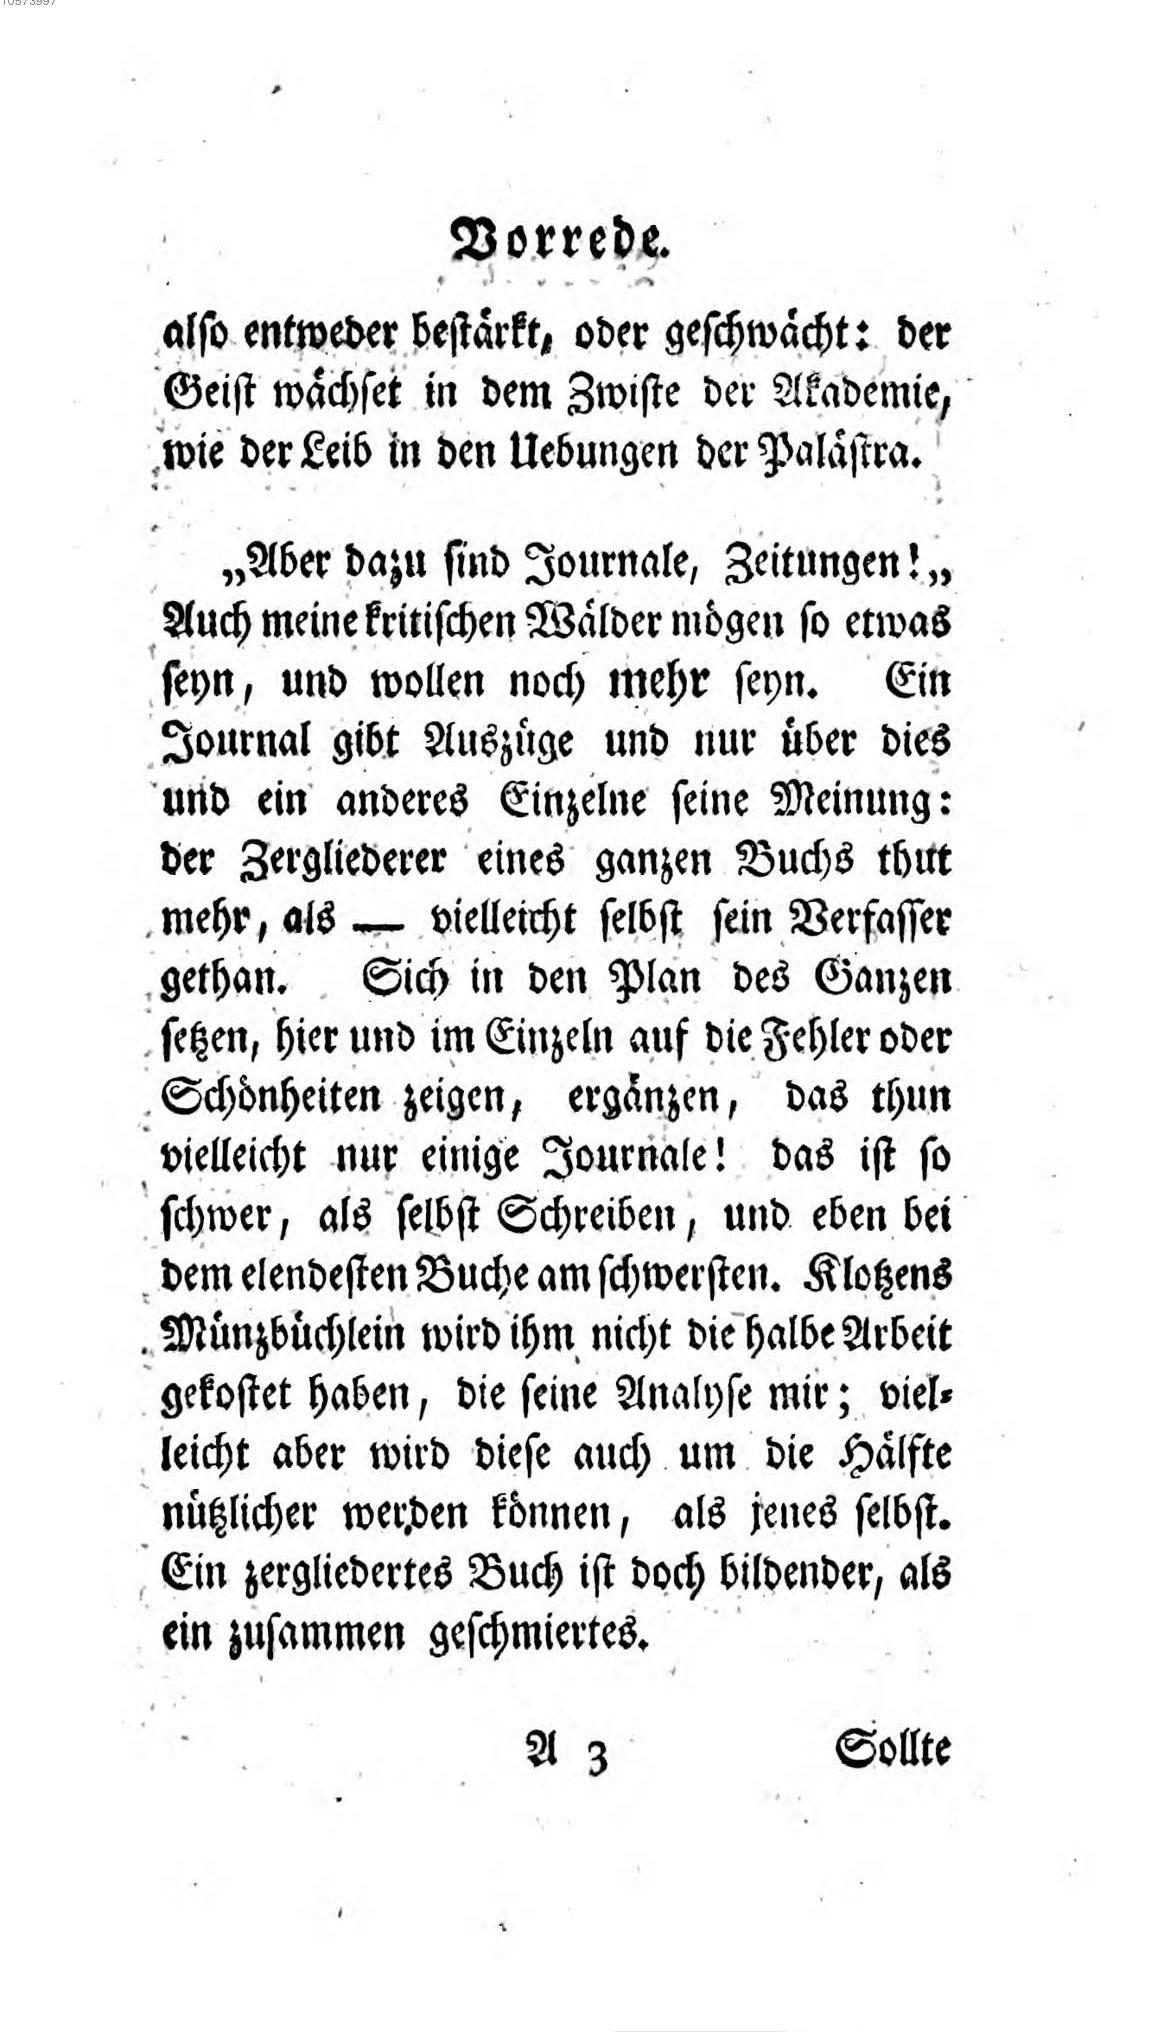 10573997
Vorrede.
also entweder bestärkt, oder geschwächt: der
Geist wächset in dem Zwiste der Akademie,
wie der Leib in den Uebungen der Palästra.
„Aber dazu sind Journale, Zeitungen!„
Auch meine kritischen Wälder mögen so etwas
seyn, und wollen noch mehr seyn. Ein
Journal gibt Auszüge und nur über dies
und ein anderes Einzelne seine Meinung:
der Zergliederer eines ganzen Buchs thut
mehr, als — vielleicht selbst sein Verfasser
gethan. Sich in den Plan des Ganzen
setzen, hier und im Einzeln auf die Fehler oder
Schönheiten zeigen, ergänzen, das thun
vielleicht nur einige Journale! das ist so
schwer, als selbst Schreiben, und eben bei
dem elendesten Buche am schwersten. Klotzens
Münzbüchlein wird ihm nicht die halbe Arbeit
gekostet haben, die seine Analyse mir; viel-
leicht aber wird diese auch um die Hälfte
nützlicher werden können, als jenes selbst.
Ein zergliedertes Buch ist doch bildender, als
ein zusammen geschmiertes.
A 3 Sollte